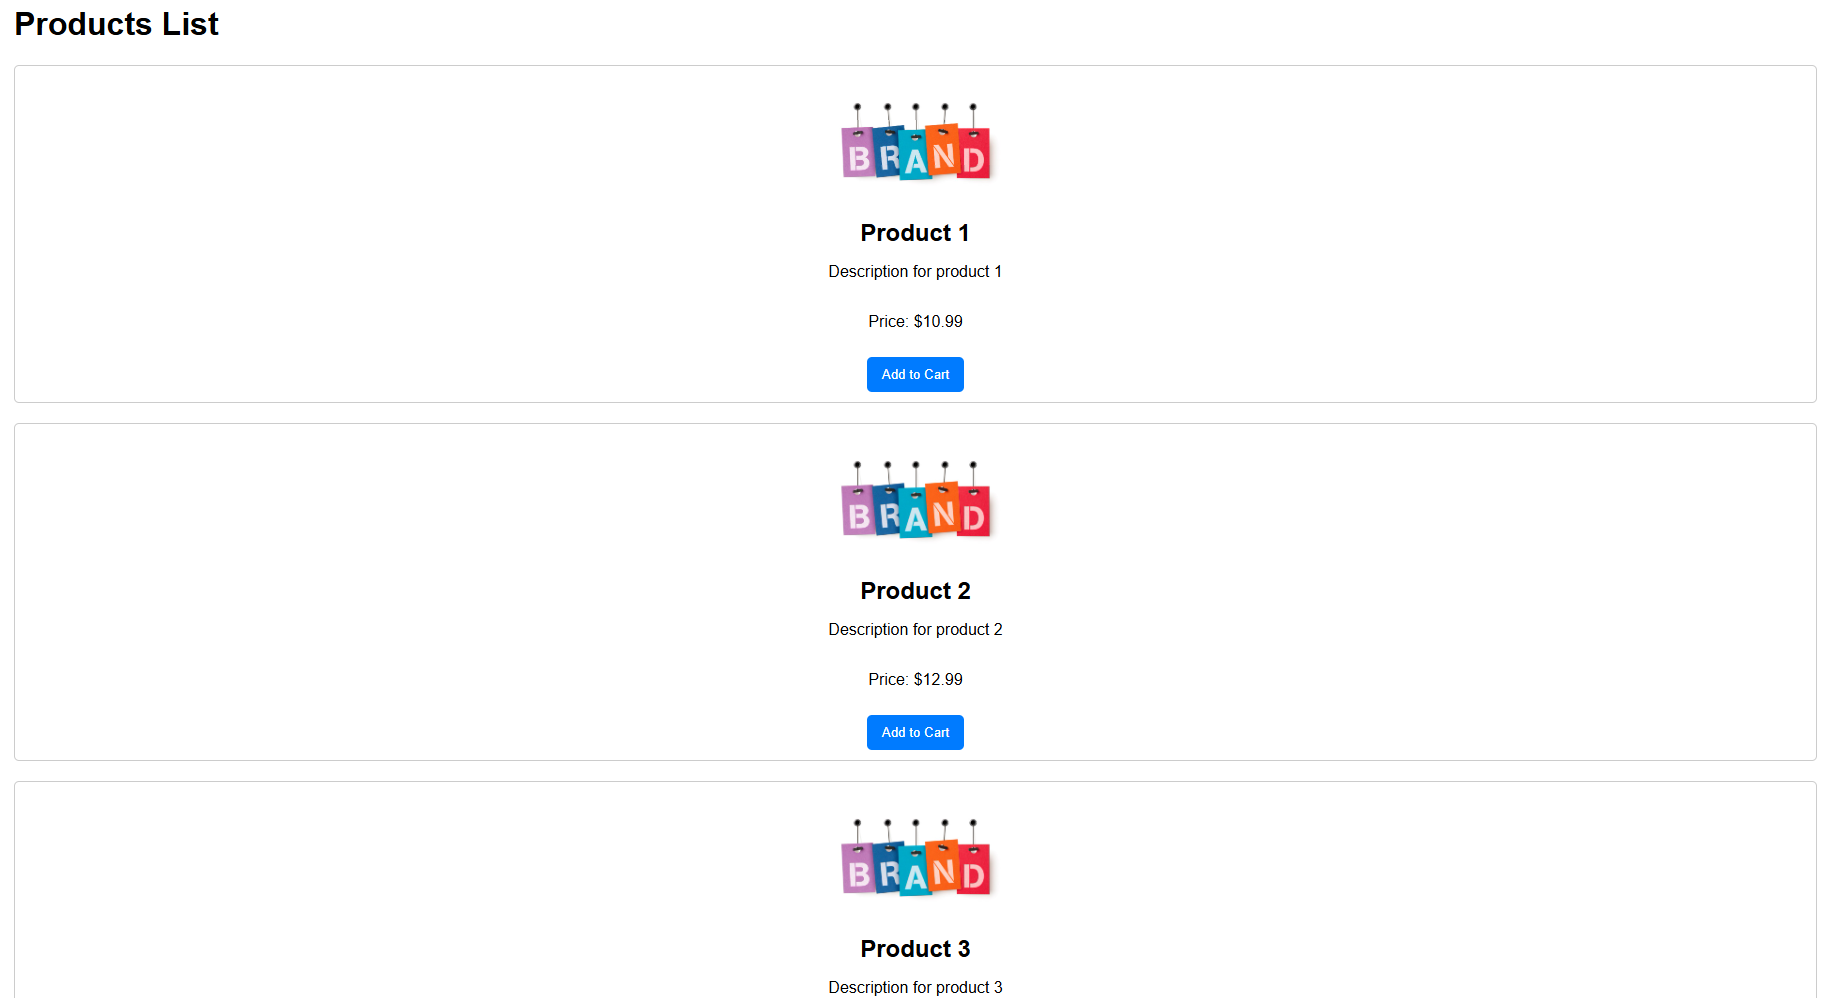 Products List
BRAND
Product 1
Description for product 1
Price: $10.99
Add to Cart
BRAND
Product 2
Description for product 2
Price: $12.99
Add to Cart
BRAND
Product 3
Description for product 3